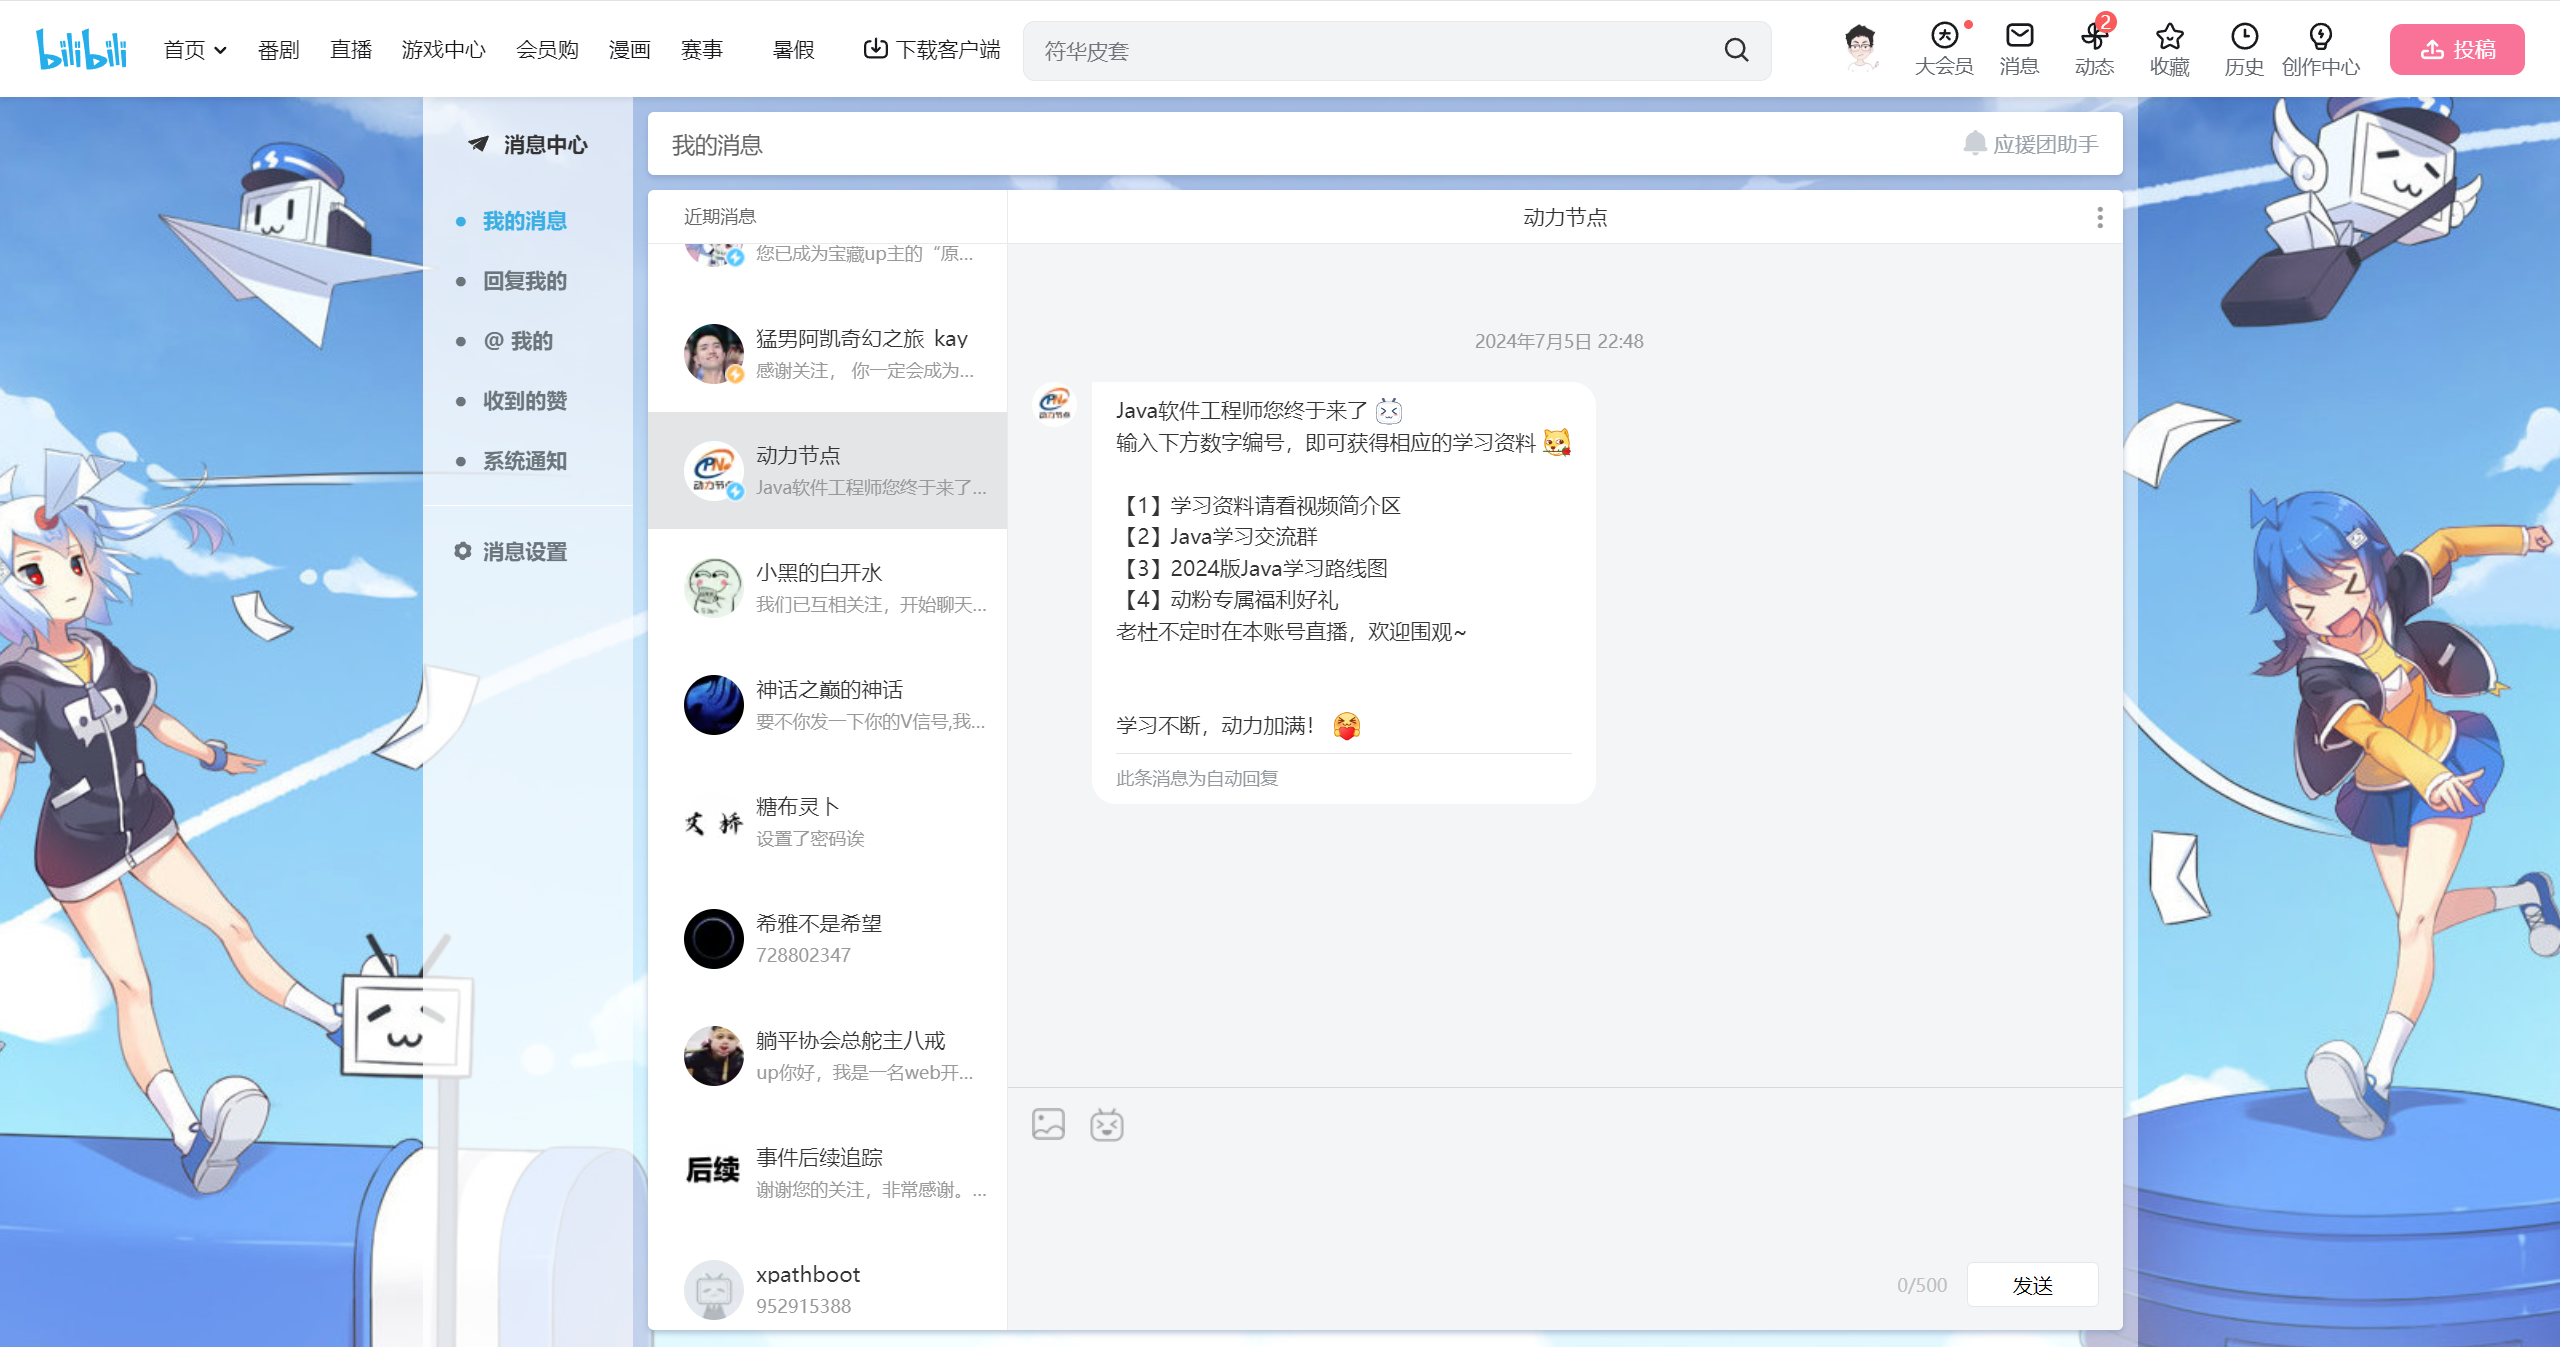 bilibili
首页
番剧
直播
游戏中心
会员购
漫画
赛事
暑假
下载客户端
符华皮套
大会员
消息
2
动态
收藏
历史
创作中心
投稿
消息中心
我的消息
回复我的
@ 我的
收到的赞
系统通知
消息设置
我的消息
应援团助手
近期消息
您已成为宝藏up主的“原...
猛男阿凯奇幻之旅_kay
感谢关注， 你一定会成为...
动力节点
Java软件工程师您终于来了...
小黑的白开水
我们已互相关注，开始聊天...
神话之巅的神话
要不你发一下你的V信号,我...
糖布灵卜
设置了密码诶
希雅不是希望
728802347
躺平协会总舵主八戒
up你好，我是一名web开...
后续
事件后续追踪
谢谢您的关注，非常感谢。...
xpathboot
952915388
动力节点
2024年7月5日 22:48
Java软件工程师您终于来了
输入下方数字编号，即可获得相应的学习资料
【1】学习资料请看视频简介区
【2】Java学习交流群
【3】2024版Java学习路线图
【4】动粉专属福利好礼
老杜不定时在本账号直播，欢迎围观~
学习不断，动力加满！
此条消息为自动回复
0/500
发送